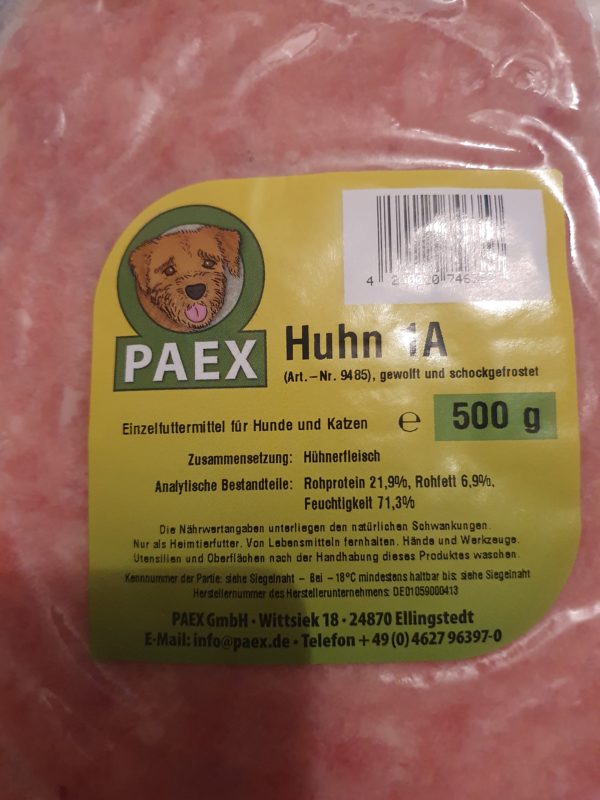 PAEX
Huhn 1A
(Art.-Nr. 9485), gewolft und schockgefrostet
Einzelfuttermittel für Hunde und Katzen ℮ 500 g
Zusammensetzung: Hühnerfleisch
Analytische Bestandteile: Rohprotein 21,9%, Rohfett 6,9%,
Feuchtigkeit 71,3%
Die Nährwertangaben unterliegen den natürlichen Schwankungen.
Nur als Heimtierfutter. Von Lebensmitteln fernhalten. Hände und Werkzeuge.
Utensilien und Oberflächen nach der Handhabung dieses Produktes waschen.
Kennnummer der Partie: siehe Siegelnaht - Bei -18°C mindestens haltbar bis: siehe Siegelnaht
Herstellernummer des Herstellerunternehmens: DE01059000413
PAEX GmbH · Wittsiek 18 · 24870 Ellingstedt
E-Mail: info@paex.de · Telefon +49 (0) 4627 96397-0